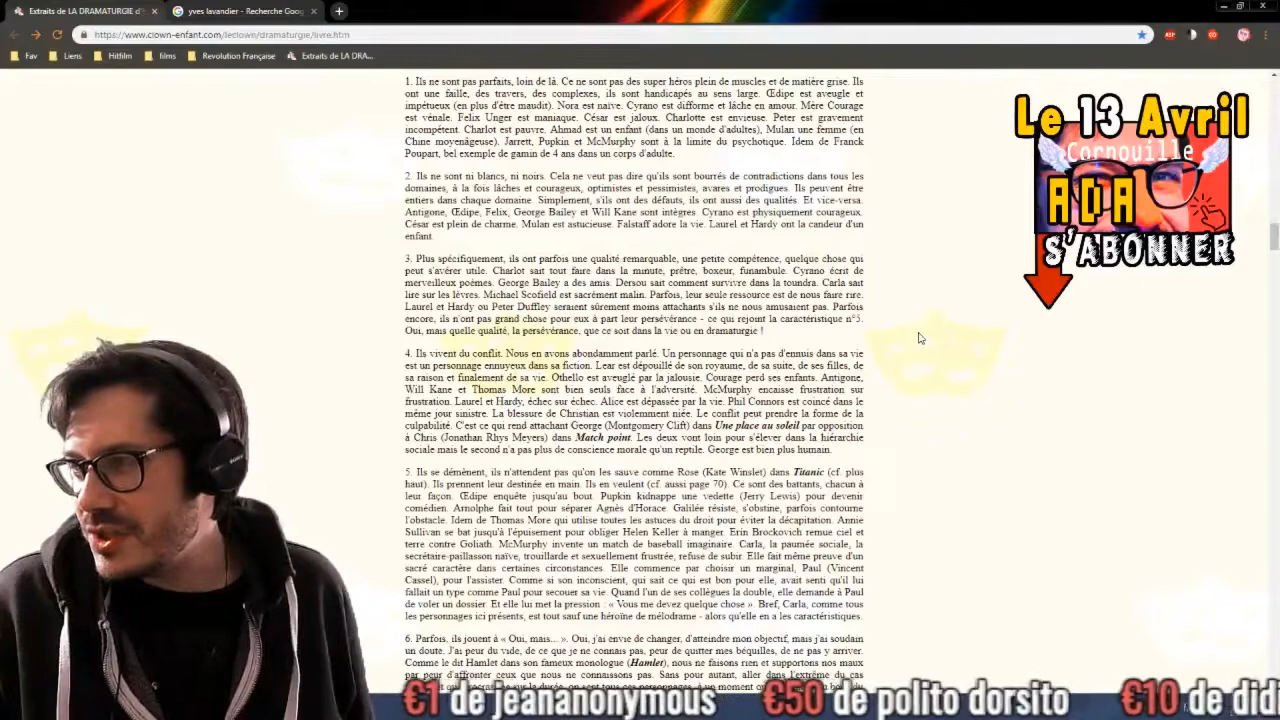 Extraits de LA DRAMATURGIE d'
yves lavandier - Recherche Goog
https://www.clown-enfant.com/leclown/dramaturgie/livre.htm
Fav
Liens
Hitfilm
films
Revolution Française
Extraits de LA DRA...
1. Ils ne sont pas parfaits, loin de là. Ce ne sont pas des super héros plein de muscles et de matière grise. Ils
ont une faille, des travers, des complexes, ils sont handicapés au sens large. Œdipe est aveugle et
impétueux (en plus d'être maudit). Nora est naïve. Cyrano est difforme et lâche en amour. Mère Courage
est vénale. Felix Unger est maniaque. César est jaloux. Charlotte est envieuse. Peter est gravement
incompétent. Charlot est pauvre. Ahmad est un enfant (dans un monde d'adultes), Mulan une femme (en
Chine moyenâgeuse). Jarrett, Pupkin et McMurphy sont à la limite du psychotique. Idem de Franck
Poupart, bel exemple de gamin de 4 ans dans un corps d'adulte.
2. Ils ne sont ni blancs, ni noirs. Cela ne veut pas dire qu'ils sont bourrés de contradictions dans tous les
domaines, à la fois lâches et courageux, optimistes et pessimistes, avares et prodigues. Ils peuvent être
entiers dans chaque domaine. Simplement, s'ils ont des défauts, ils ont aussi des qualités. Et vice-versa.
Antigone, Œdipe, Felix, George Bailey et Will Kane sont intègres. Cyrano est physiquement courageux.
César est plein de charme. Mulan est astucieuse. Falstaff adore la vie. Laurel et Hardy ont la candeur d'un
enfant.
3. Plus spécifiquement, ils ont parfois une qualité remarquable, une petite compétence, quelque chose qui
peut s'avérer utile. Charlot sait tout faire dans la minute, prêtre, boxeur, funambule. Cyrano écrit de
merveilleux poèmes. George Bailey a des amis. Dersou sait comment survivre dans la toundra. Carla sait
lire sur les lèvres. Michael Scofield est sacrément malin. Parfois, leur seule ressource est de nous faire rire.
Laurel et Hardy ou Peter Duffley seraient sûrement moins attachants s'ils ne nous amusaient pas. Parfois
encore, ils n'ont pas grand chose pour eux à part leur persévérance - ce qui rejoint la caractéristique n°5.
Oui, mais quelle qualité, la persévérance, que ce soit dans la vie ou en dramaturgie !
4. Ils vivent du conflit. Nous en avons abondamment parlé. Un personnage qui n'a pas d'ennuis dans sa vie
est un personnage ennuyeux dans sa fiction. Lear est dépouillé de son royaume, de sa suite, de ses filles, de
sa raison et finalement de sa vie. Othello est aveuglé par la jalousie. Courage perd ses enfants. Antigone,
Will Kane et Thomas More sont bien seuls face à l'adversité. McMurphy encaisse frustration sur
frustration. Laurel et Hardy, échec sur échec. Alice est dépassée par la vie. Phil Connors est coincé dans le
même jour sinistre. La blessure de Christian est violemment niée. Le conflit peut prendre la forme de la
culpabilité. C'est ce qui rend attachant George (Montgomery Clift) dans Une place au soleil par opposition
à Chris (Jonathan Rhys Meyers) dans Match point. Les deux vont loin pour s'élever dans la hiérarchie
sociale mais le second n'a pas plus de conscience morale qu'un reptile. George est bien plus humain.
5. Ils se démènent, ils n'attendent pas qu'on les sauve comme Rose (Kate Winslet) dans Titanic (cf. plus
haut). Ils prennent leur destinée en main. Ils en veulent (cf. aussi page 70). Ce sont des battants, chacun à
leur façon. Œdipe enquête jusqu'au bout. Pupkin kidnappe une vedette (Jerry Lewis) pour devenir
comédien. Arnolphe fait tout pour séparer Agnès d'Horace. Galilée résiste, s'obstine, parfois contourne
l'obstacle. Idem de Thomas More qui utilise toutes les astuces du droit pour éviter la décapitation. Annie
Sullivan se bat jusqu'à l'épuisement pour obliger Helen Keller à manger. Erin Brockovich remue ciel et
terre contre Goliath. McMurphy invente un match de baseball imaginaire. Carla, la paumée sociale, la
secrétaire-paillasson naïve, trouillarde et sexuellement frustrée, refuse de subir. Elle fait même preuve d'un
sacré caractère dans certaines circonstances. Elle commence par choisir un marginal, Paul (Vincent
Cassel), pour l'assister. Comme si son inconscient, qui sait ce qui est bon pour elle, avait senti qu'il lui
fallait un type comme Paul pour secouer sa vie. Quand l'un de ses collègues la double, elle demande à Paul
de voler un dossier. Et elle lui met la pression : « Vous me devez quelque chose ». Bref, Carla, comme tous
les personnages ici présents, est tout sauf une héroïne de mélodrame - alors qu'elle en a les caractéristiques.
6. Parfois, ils jouent à « Oui, mais... ». Oui, j'ai envie de changer, d'atteindre mon objectif, mais j'ai soudain
un doute. J'ai peur du vide, de ce que je ne connais pas, peur de quitter mes béquilles, de ne pas y arriver.
Comme le dit Hamlet dans son fameux monologue (Hamlet), nous ne faisons rien et supportons nos maux
par peur d'affronter ceux que nous ne connaissons pas. Sans pour autant, aller dans l'extrême du cas
Le 13 Avril
Cornouille
ADA
S'ABONNER
€1 de jeananonymous €50 de polito dorsito €10 de didi